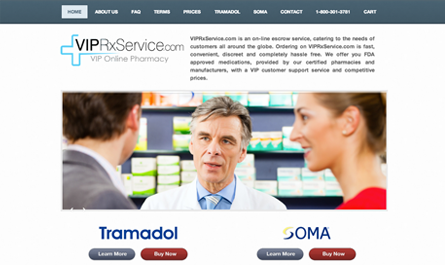 HOME ABOUT US FAQ TERMS PRICES TRAMADOL SOMA CONTACT 1-800-301-3751 CART
VIPRxService.com
VIP Online Pharmacy
VIPRxService.com is an on-line escrow service, catering to the needs of
customers all around the globe. Ordering on VIPRxService.com is fast,
convenient, discreet and completely hassle free. We offer you FDA
approved medications, provided by our certified pharmacies and
manufacturers, with a VIP customer support service and competitive
prices.
Tramadol
SOMA
Learn More Buy Now
Learn More Buy Now